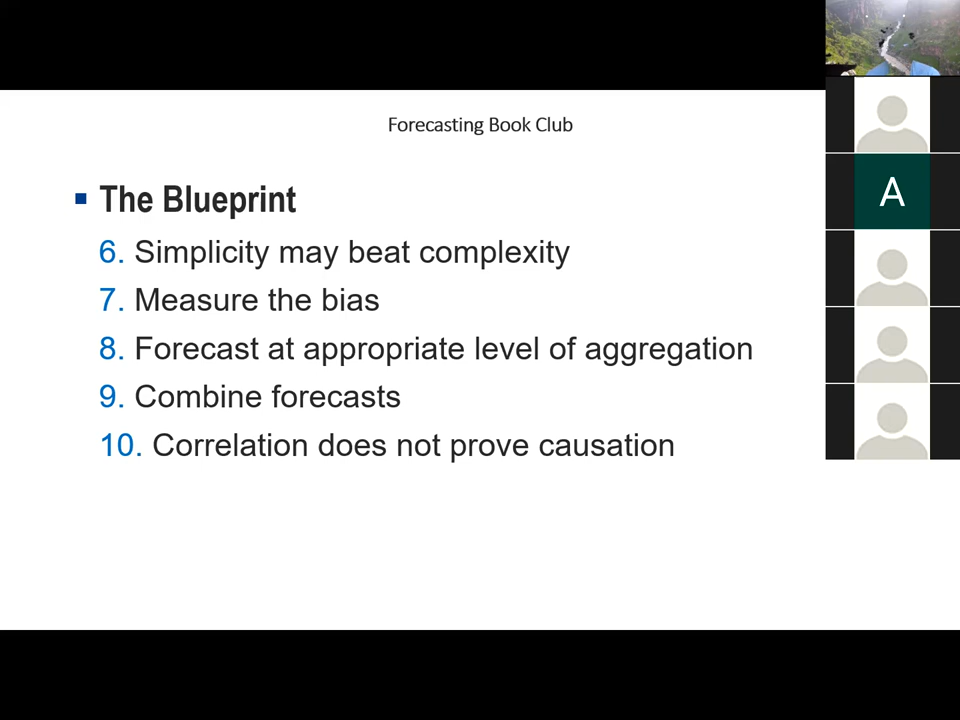 Forecasting Book Club
A
The Blueprint
6. Simplicity may beat complexity
7. Measure the bias
8. Forecast at appropriate level of aggregation
9. Combine forecasts
10. Correlation does not prove causation